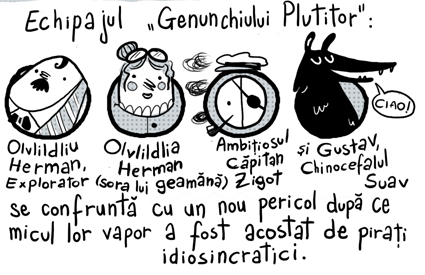 Echipajul „Genunchiului Plutitor":
CIAO!
Olvlildliu
Herman,
Explorator
Olvlildlia
Herman
(sora lui geamănă)
Ambițiosul
Căpitan
Zigot
și Gustav,
Chinocefalul
Suav
se confruntă cu un nou pericol după ce
micul lor vapor a fost acostat de pirați
idiosincratici.